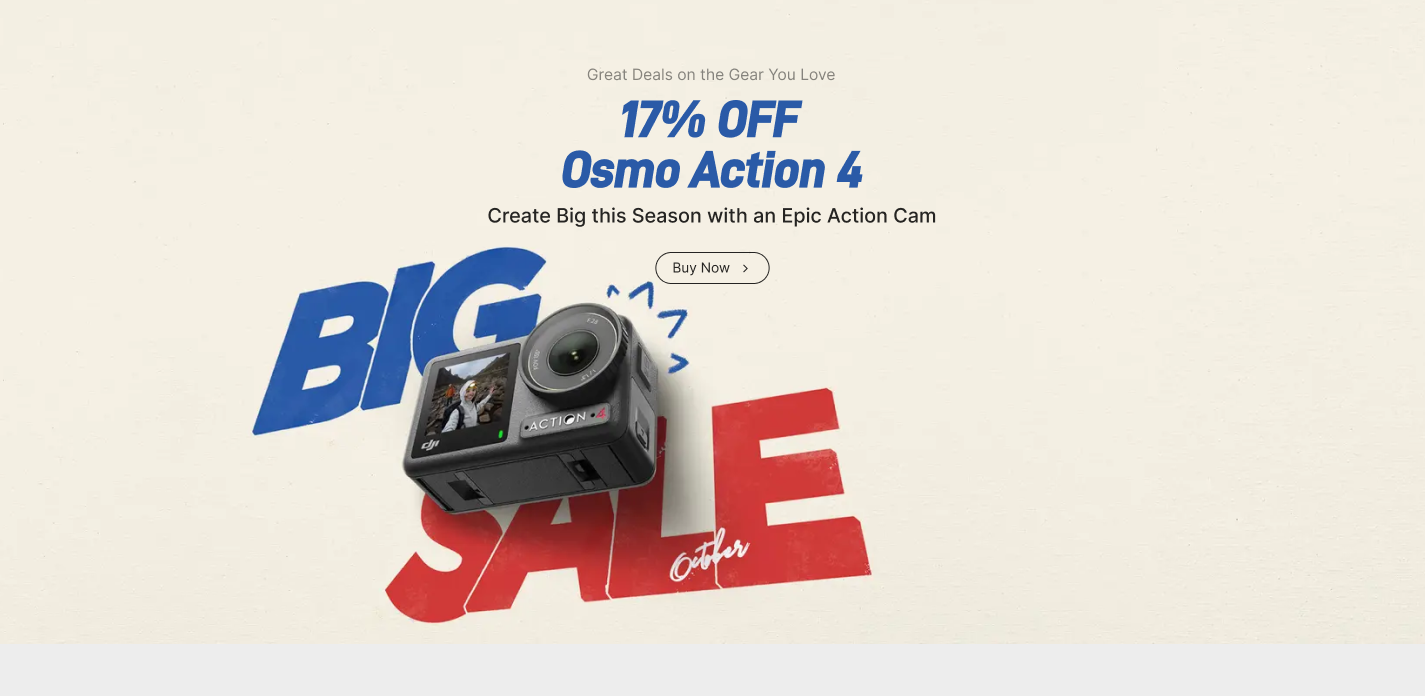 Great Deals on the Gear You Love
17% OFF
Osmo Action 4
Create Big this Season with an Epic Action Cam
Buy Now
BIG
ACTION 4
dji
SALE
October